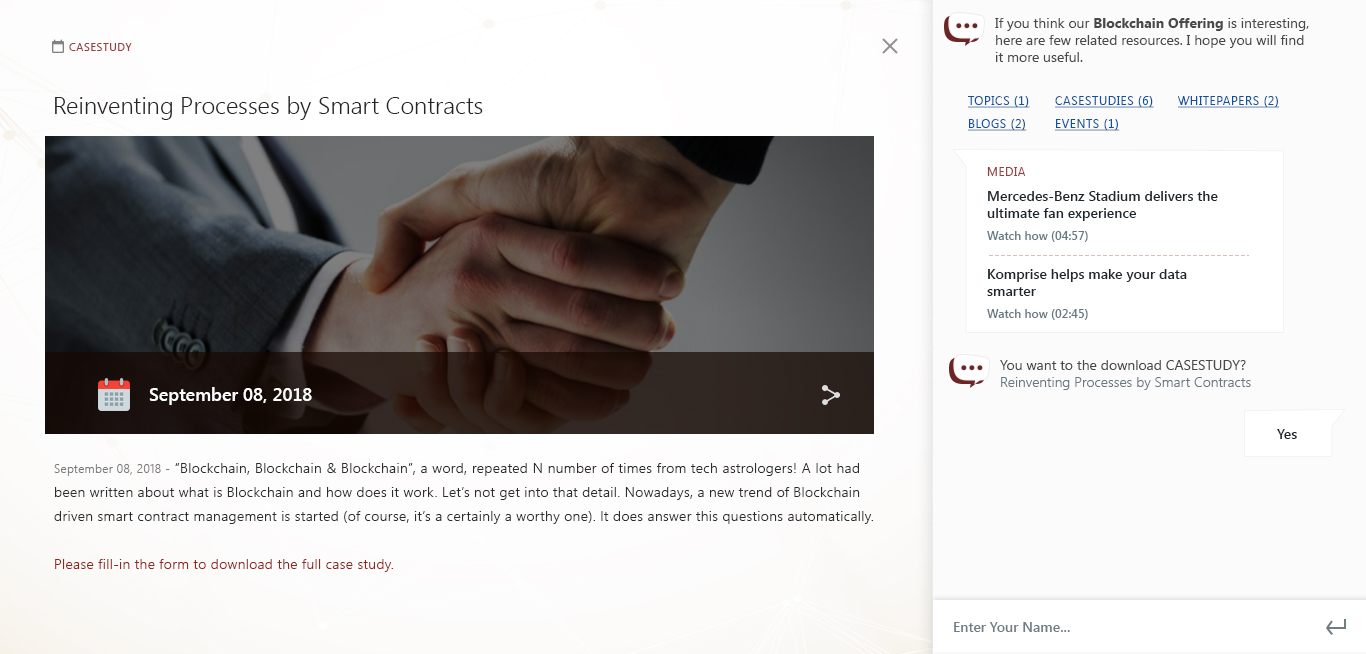 CASESTUDY
Reinventing Processes by Smart Contracts
September 08, 2018
September 08, 2018 - “Blockchain, Blockchain & Blockchain”, a word, repeated N number of times from tech astrologers! A lot had
been written about what is Blockchain and how does it work. Let’s not get into that detail. Nowadays, a new trend of Blockchain
driven smart contract management is started (of course, it’s a certainly a worthy one). It does answer this questions automatically.
Please fill-in the form to download the full case study.
If you think our Blockchain Offering is interesting,
here are few related resources. I hope you will find
it more useful.
TOPICS (1) CASESTUDIES (6) WHITEPAPERS (2)
BLOGS (2) EVENTS (1)
MEDIA
Mercedes-Benz Stadium delivers the
ultimate fan experience
Watch how (04:57)
Komprise helps make your data
smarter
Watch how (02:45)
You want to the download CASESTUDY?
Reinventing Processes by Smart Contracts
Yes
Enter Your Name...